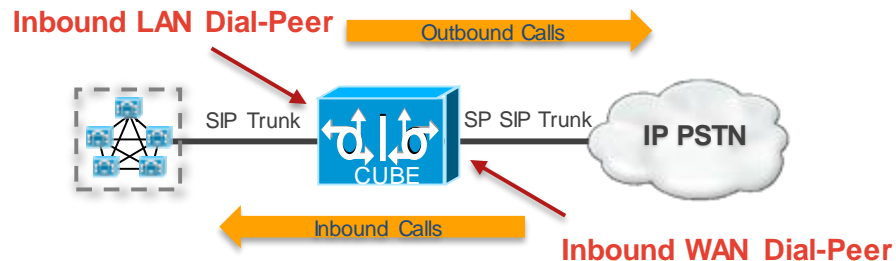 Inbound LAN Dial-Peer
Outbound Calls
SIP Trunk
SP SIP Trunk
IP PSTN
CUBE
Inbound Calls
Inbound WAN Dial-Peer